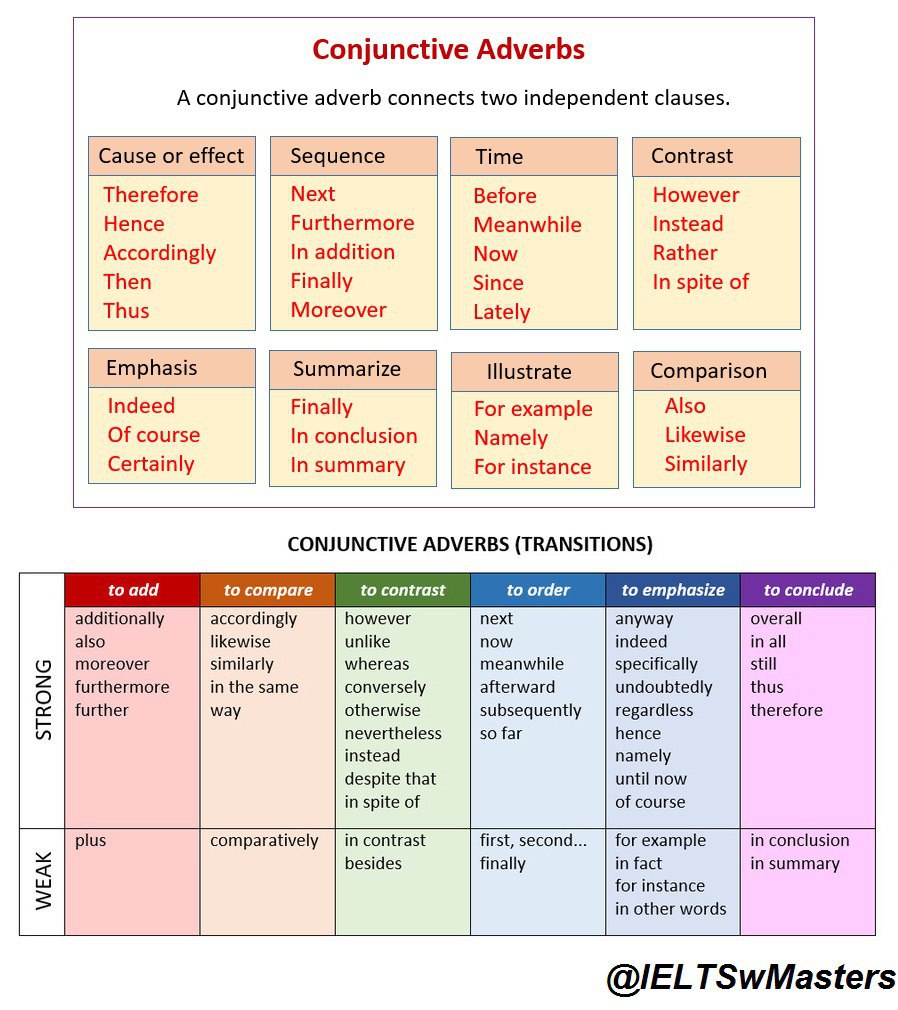 Conjunctive Adverbs
A conjunctive adverb connects two independent clauses.
Cause or effect
Therefore
Hence
Accordingly
Then
Thus
Sequence
Next
Furthermore
In addition
Finally
Moreover
Time
Before
Meanwhile
Now
Since
Lately
Contrast
However
Instead
Rather
In spite of
Emphasis
Indeed
Of course
Certainly
Summarize
Finally
In conclusion
In summary
Illustrate
For example
Namely
For instance
Comparison
Also
Likewise
Similarly
CONJUNCTIVE ADVERBS (TRANSITIONS)
to add
to compare
to contrast
to order
to emphasize
to conclude
STRONG
additionally
also
moreover
furthermore
further
accordingly
likewise
similarly
in the same
way
however
unlike
whereas
conversely
otherwise
nevertheless
instead
despite that
in spite of
next
now
meanwhile
afterward
subsequently
so far
anyway
indeed
specifically
undoubtedly
regardless
hence
namely
until now
of course
overall
in all
still
thus
therefore
WEAK
plus
comparatively
in contrast
besides
first, second...
finally
for example
in fact
for instance
in other words
in conclusion
in summary
@IELTSwMasters